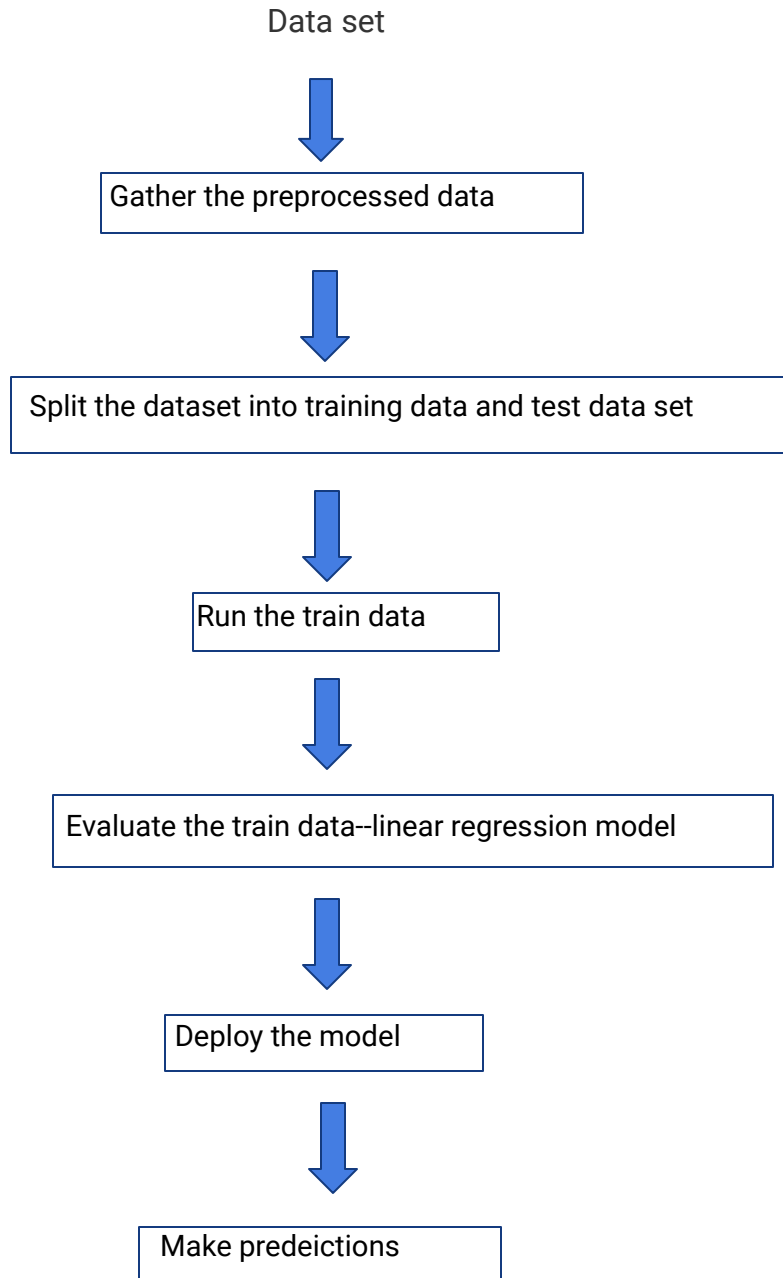 Data set
Gather the preprocessed data
Split the dataset into training data and test data set
Run the train data
Evaluate the train data--linear regression model
Deploy the model
Make predeictions